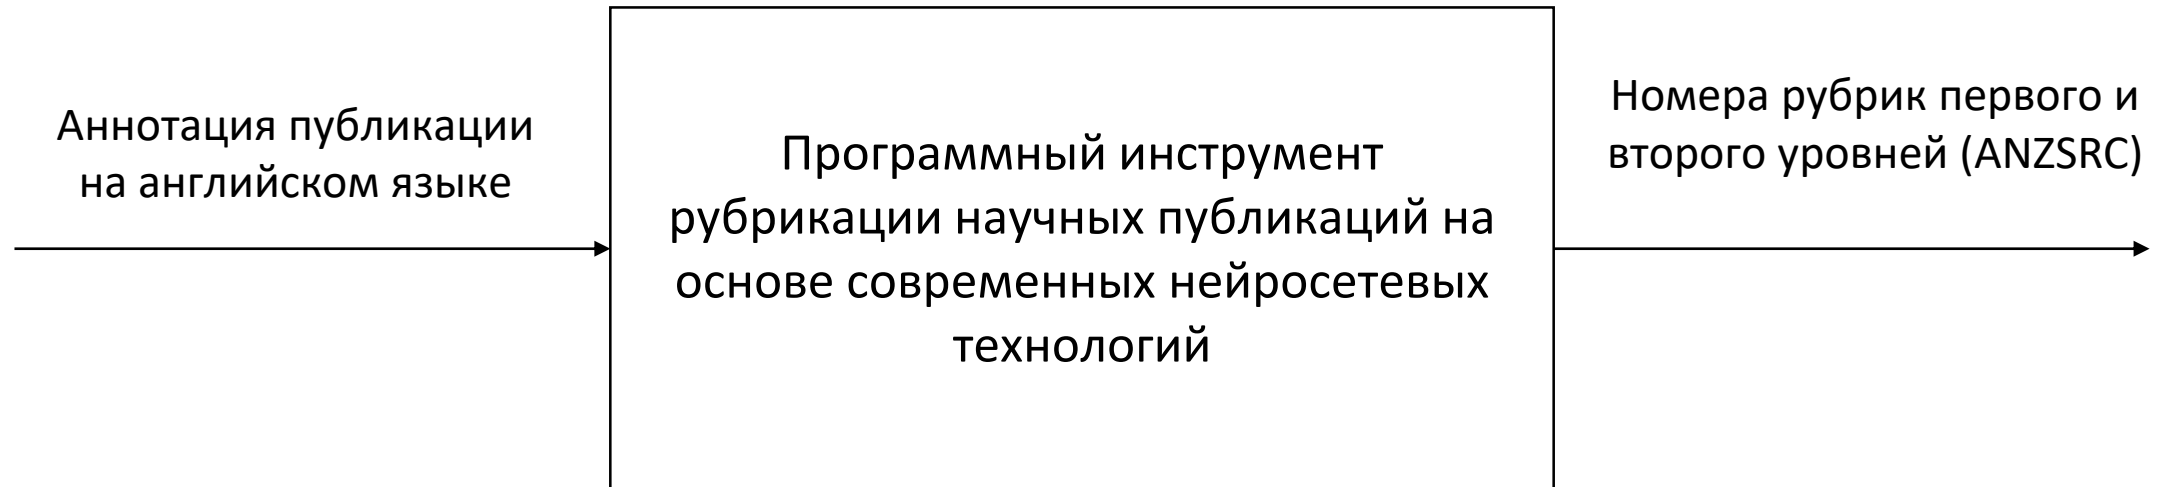 Аннотация публикации
на английском языке
Программный инструмент
рубрикации научных публикаций на
основе современных нейросетевых
технологий
Номера рубрик первого и
второго уровней (ANZSRC)